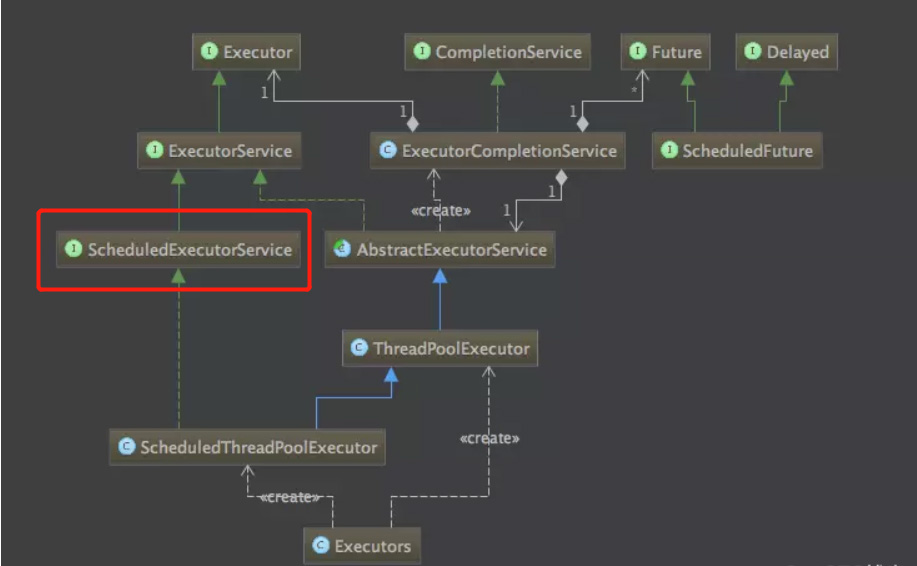 I Executor
I CompletionService
I Future
I Delayed
1
1
1
*
I ExecutorService
C ExecutorCompletionService
I ScheduledFuture
«create»
1
1
I ScheduledExecutorService
C AbstractExecutorService
C ThreadPoolExecutor
C ScheduledThreadPoolExecutor
«create»
«create»
C Executors